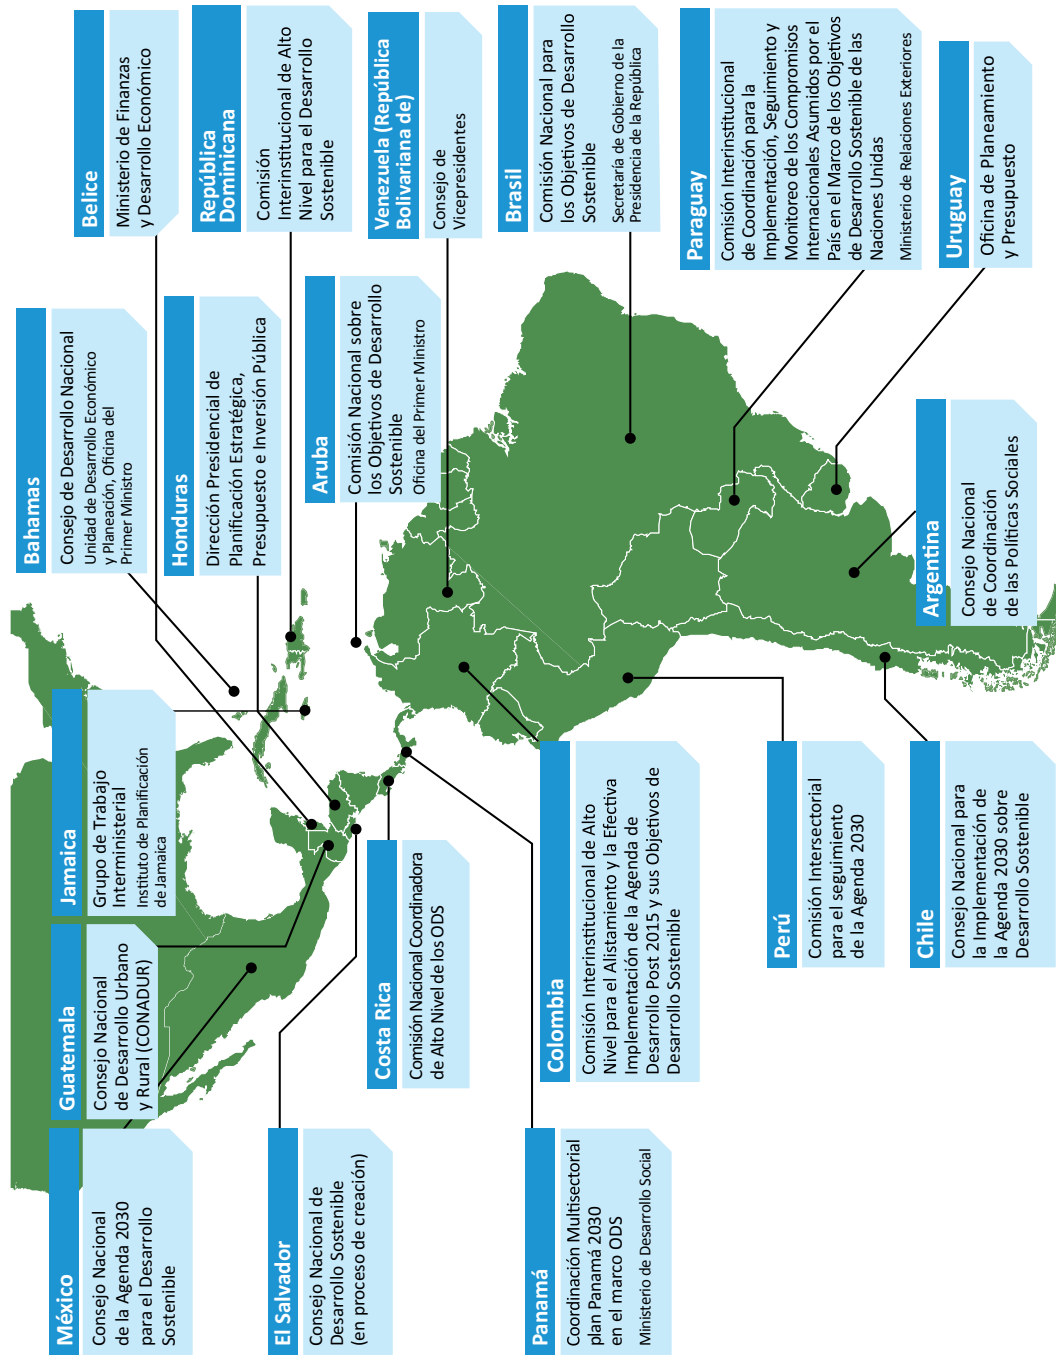 México
Consejo Nacional
de la Agenda 2030
para el Desarrollo
Sostenible
Guatemala
Consejo Nacional
de Desarrollo Urbano
y Rural (CONADUR)
Jamaica
Grupo de Trabajo
Interministerial
Instituto de Planificación
de Jamaica
Bahamas
Consejo de Desarrollo Nacional
Unidad de Desarrollo Económico
y Planeación, Oficina del
Primer Ministro
Belice
Ministerio de Finanzas
y Desarrollo Económico
Honduras
Dirección Presidencial de
Planificación Estratégica,
Presupuesto e Inversión Pública
República
Dominicana
Comisión
Interinstitucional de Alto
Nivel para el Desarrollo
Sostenible
El Salvador
Consejo Nacional de
Desarrollo Sostenible
(en proceso de creación)
Costa Rica
Comisión Nacional Coordinadora
de Alto Nivel de los ODS
Aruba
Comisión Nacional sobre
los Objetivos de Desarrollo
Sostenible
Oficina del Primer Ministro
Venezuela (República
Bolivariana de)
Consejo de
Vicepresidentes
Panamá
Coordinación Multisectorial
plan Panamá 2030
en el marco ODS
Ministerio de Desarrollo Social
Colombia
Comisión Interinstitucional de Alto
Nivel para el Alistamiento y la Efectiva
Implementación de la Agenda de
Desarrollo Post 2015 y sus Objetivos de
Desarrollo Sostenible
Brasil
Comisión Nacional para
los Objetivos de Desarrollo
Sostenible
Secretaría de Gobierno de la
Presidencia de la República
Paraguay
Comisión Interinstitucional
de Coordinación para la
Implementación, Seguimiento y
Monitoreo de los Compromisos
Internacionales Asumidos por el
País en el Marco de los Objetivos
de Desarrollo Sostenible de las
Naciones Unidas
Ministerio de Relaciones Exteriores
Perú
Comisión Intersectorial
para el seguimiento
de la Agenda 2030
Chile
Consejo Nacional para
la Implementación de
la Agenda 2030 sobre
Desarrollo Sostenible
Argentina
Consejo Nacional
de Coordinación
de las Políticas Sociales
Uruguay
Oficina de Planeamiento
y Presupuesto